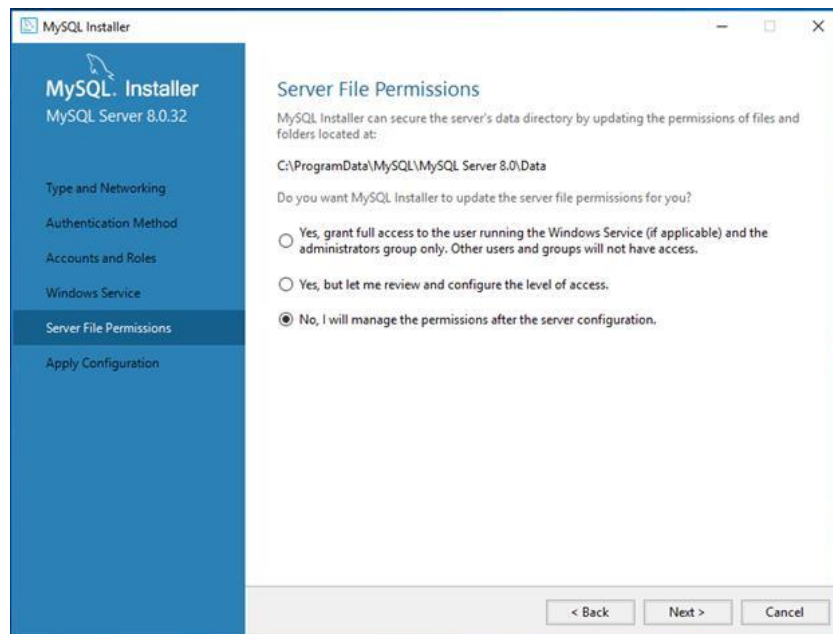 MySQL Installer
MySQL. Installer
MySQL Server 8.0.32
Type and Networking
Authentication Method
Accounts and Roles
Windows Service
Server File Permissions
Apply Configuration
Server File Permissions
MySQL Installer can secure the server's data directory by updating the permissions of files and
folders located at:
C:\ProgramData\MySQL\MySQL Server 8.0\Data
Do you want MySQL Installer to update the server file permissions for you?
Yes, grant full access to the user running the Windows Service (if applicable) and the
administrators group only. Other users and groups will not have access.
Yes, but let me review and configure the level of access.
No, I will manage the permissions after the server configuration.
< Back
Next >
Cancel